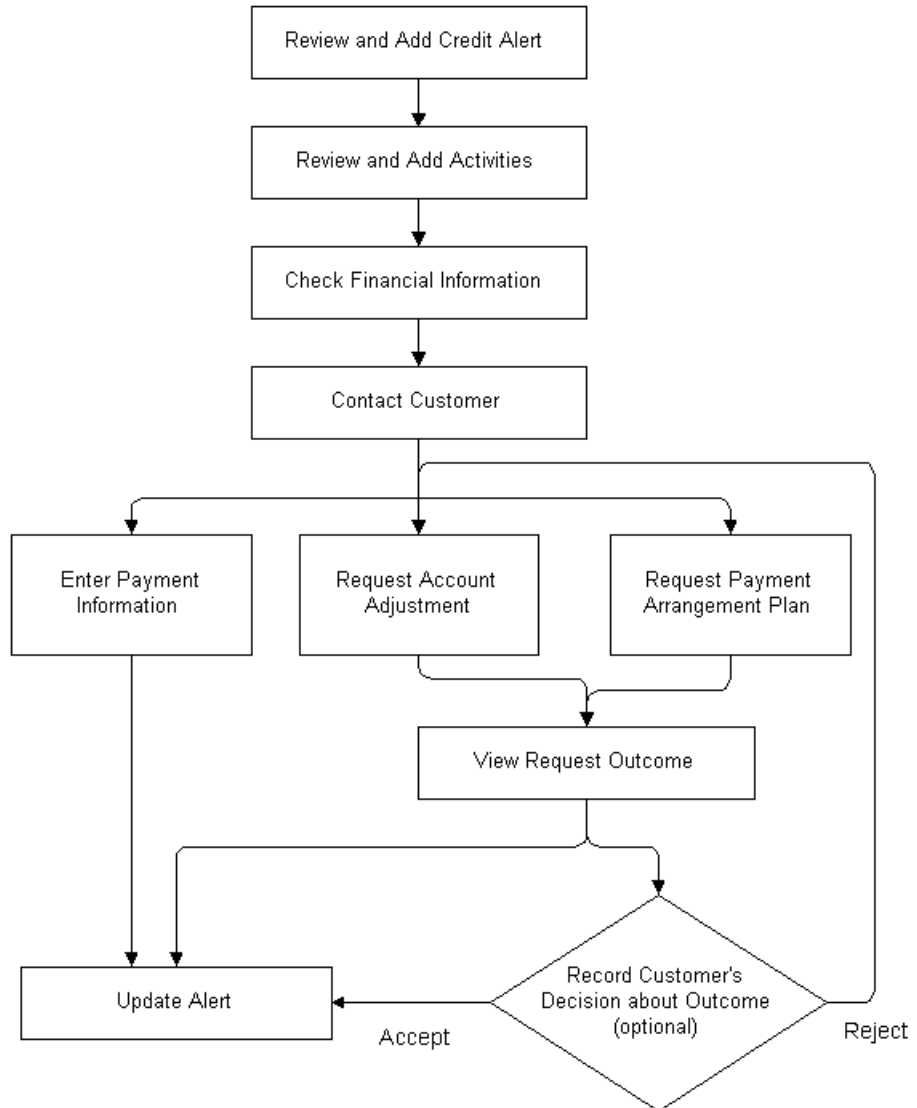 Review and Add Credit Alert
Review and Add Activities
Check Financial Information
Contact Customer
Enter Payment
Information
Request Account
Adjustment
Request Payment
Arrangement Plan
View Request Outcome
Update Alert
Record Customer's
Decision about Outcome
(optional)
Accept
Reject